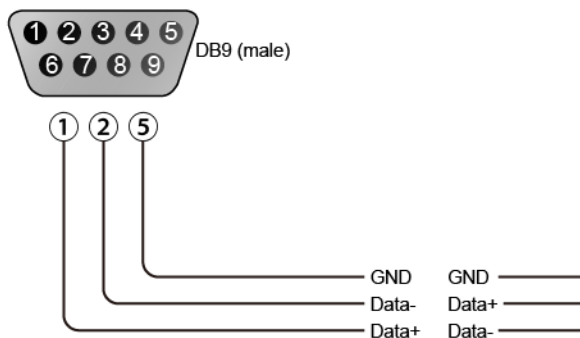 1 2 3 4 5
DB9 (male)
6 7 8 9
1 2 5
GND GND
Data- Data+
Data+ Data-